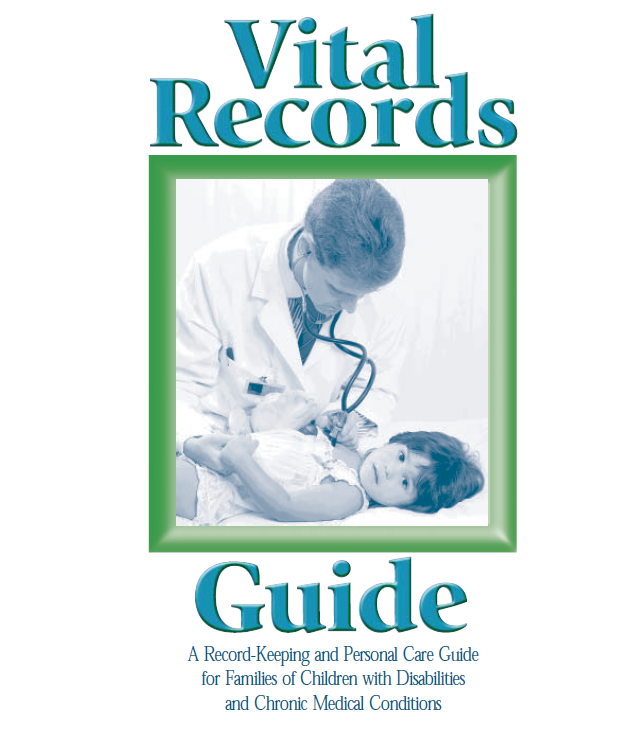 Vital
Records
Guide
A Record-Keeping and Personal Care Guide
for Families of Children with Disabilities
and Chronic Medical Conditions